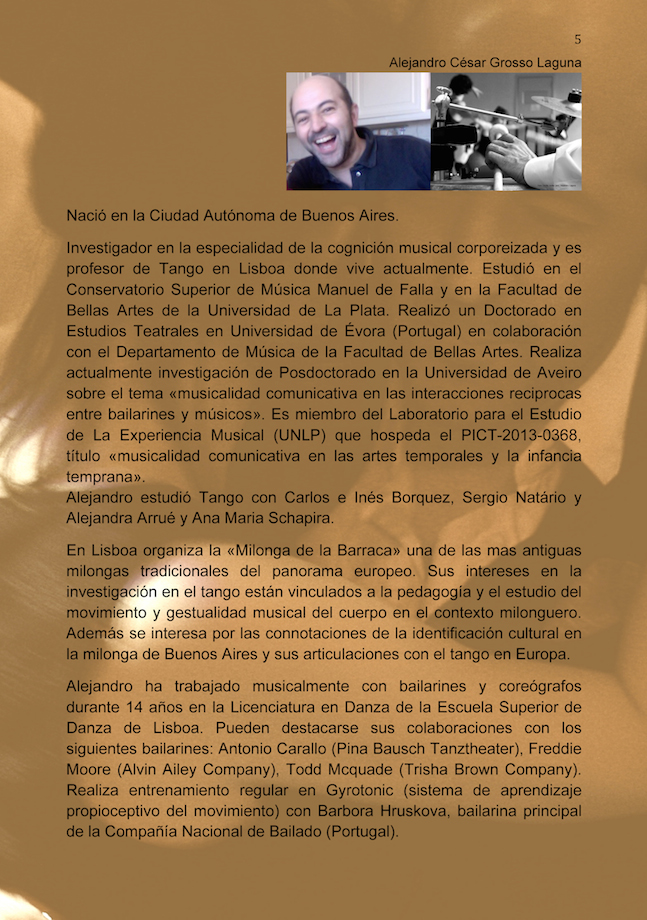 5
Alejandro César Grosso Laguna
Nació en la Ciudad Autónoma de Buenos Aires.
Investigador en la especialidad de la cognición musical corporeizada y es
profesor de Tango en Lisboa donde vive actualmente. Estudió en el
Conservatorio Superior de Música Manuel de Falla y en la Facultad de
Bellas Artes de la Universidad de La Plata. Realizó un Doctorado en
Estudios Teatrales en Universidad de Évora (Portugal) en colaboración
con el Departamento de Música de la Facultad de Bellas Artes. Realiza
actualmente investigación de Posdoctorado en la Universidad de Aveiro
sobre el tema «musicalidad comunicativa en las interacciones reciprocas
entre bailarines y músicos». Es miembro del Laboratorio para el Estudio
de La Experiencia Musical (UNLP) que hospeda el PICT-2013-0368,
título «musicalidad comunicativa en las artes temporales y la infancia
temprana».
Alejandro estudió Tango con Carlos e Inés Borquez, Sergio Natário y
Alejandra Arrué y Ana Maria Schapira.
En Lisboa organiza la «Milonga de la Barraca» una de las mas antiguas
milongas tradicionales del panorama europeo. Sus intereses en la
investigación en el tango están vinculados a la pedagogía y el estudio del
movimiento y gestualidad musical del cuerpo en el contexto milonguero.
Además se interesa por las connotaciones de la identificación cultural en
la milonga de Buenos Aires y sus articulaciones con el tango en Europa.
Alejandro ha trabajado musicalmente con bailarines y coreógrafos
durante 14 años en la Licenciatura en Danza de la Escuela Superior de
Danza de Lisboa. Pueden destacarse sus colaboraciones con los
siguientes bailarines: Antonio Carallo (Pina Bausch Tanztheater), Freddie
Moore (Alvin Ailey Company), Todd Mcquade (Trisha Brown Company).
Realiza entrenamiento regular en Gyrotonic (sistema de aprendizaje
propioceptivo del movimiento) con Barbora Hruskova, bailarina principal
de la Compañía Nacional de Bailado (Portugal).